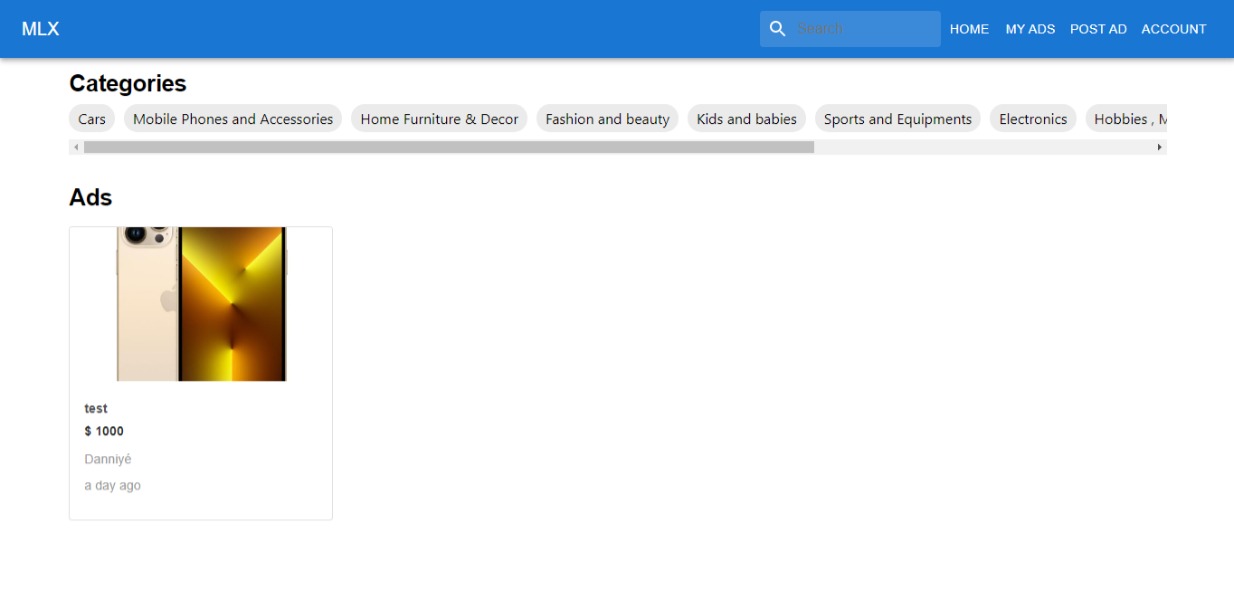 MLX
Search
HOME
MY ADS
POST AD
ACCOUNT
Categories
Cars
Mobile Phones and Accessories
Home Furniture & Decor
Fashion and beauty
Kids and babies
Sports and Equipments
Electronics
Hobbies ,
Ads
test
$ 1000
Danniyé
a day ago